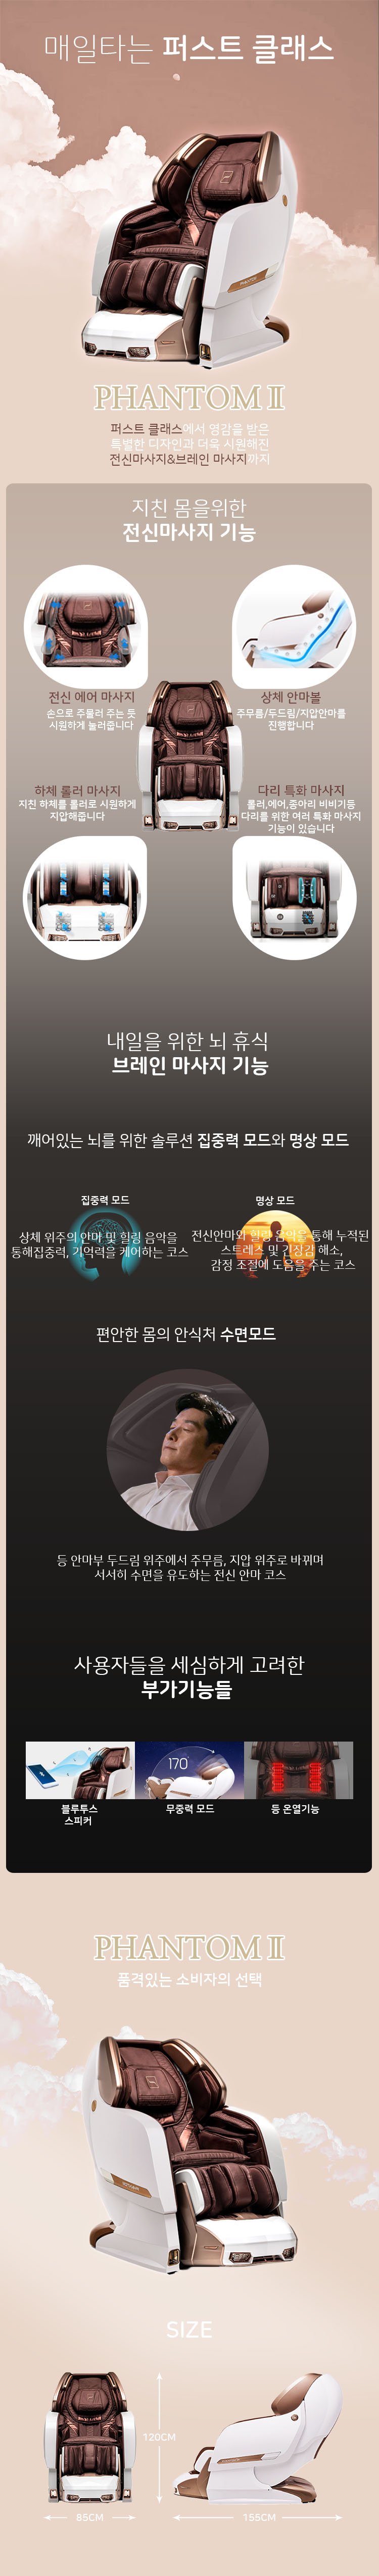 매일타는 퍼스트 클래스
PHANTOM II
퍼스트 클래스에서 영감을 받은
특별한 디자인과 더욱 시원해진
전신마사지&브레인 마사지까지
지친 몸을위한
전신마사지 기능
전신 에어 마사지
손으로 주물러 주는 듯
시원하게 눌러줍니다
상체 안마볼
주무름/두드림/지압안마를
진행합니다
하체 롤러 마사지
지친 하체를 롤러로 시원하게
지압해줍니다
다리 특화 마사지
롤러,에어,종아리 비비기등
다리를 위한 여러 특화 마사지
기능이 있습니다
내일을 위한 뇌 휴식
브레인 마사지 기능
깨어있는 뇌를 위한 솔루션 집중력 모드와 명상 모드
집중력 모드
상체 위주의 안마 및 힐링 음악을
통해집중력, 기억력을 케어하는 코스
명상 모드
전신안마와 힐링 음악을 통해 누적된
스트레스 및 긴장감 해소,
감정 조절에 도움을 주는 코스
편안한 몸의 안식처 수면모드
등 안마부 두드림 위주에서 주무름, 지압 위주로 바뀌며
서서히 수면을 유도하는 전신 안마 코스
사용자들을 세심하게 고려한
부가기능들
170
블루투스
스피커
무중력 모드
등 온열기능
PHANTOM II
품격있는 소비자의 선택
SIZE
120CM
85CM
155CM